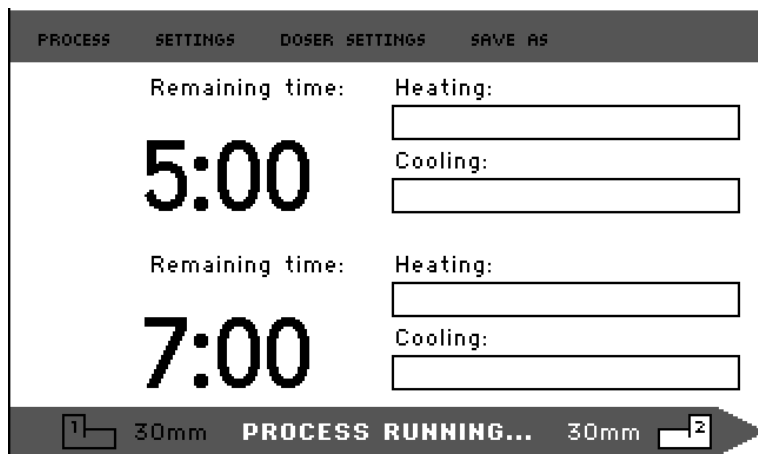 PROCESS SETTINGS DOSER SETTINGS SAVE AS
Remaining time: Heating:
5:00
Cooling:
Remaining time: Heating:
7:00
Cooling:
1 30mm PROCESS RUNNING... 30mm 2